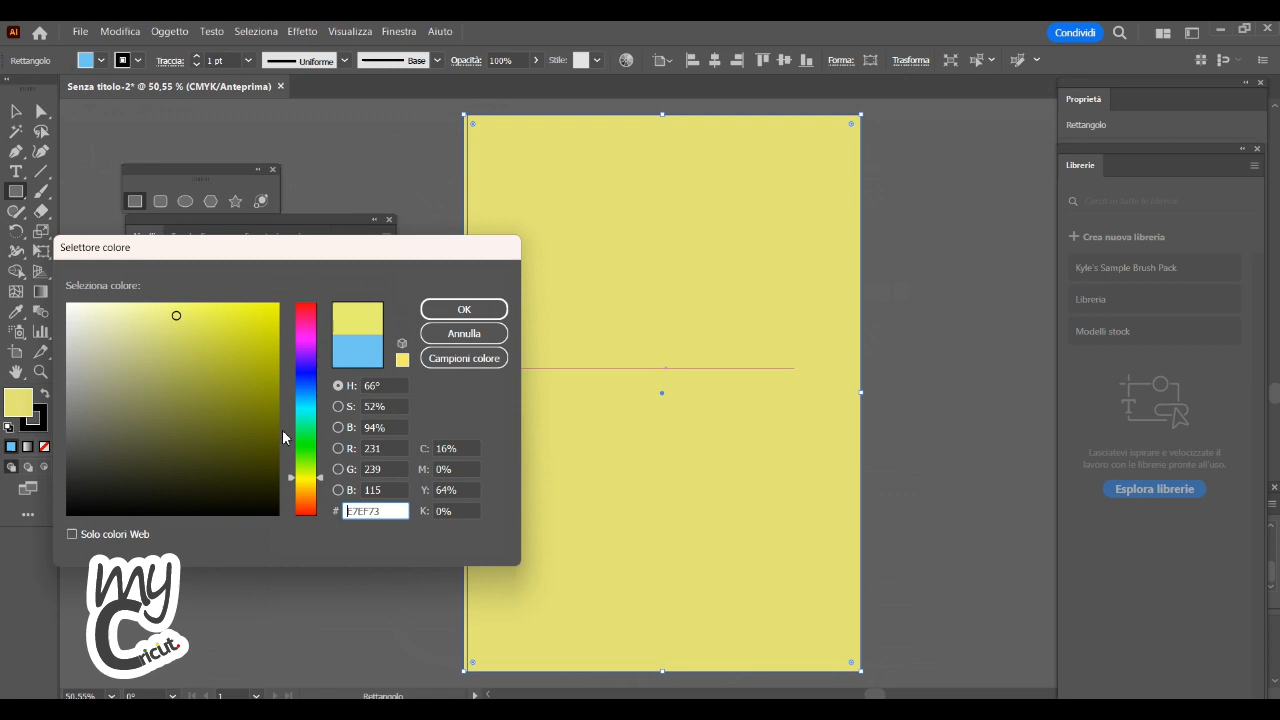 Ai
File Modifica Oggetto Testo Seleziona Effetto Visualizza Finestra Aiuto
Condividi
Rettangolo
Traccia: 1 pt Uniforme Base Opacità: 100% Stile: Forma: Trasforma
Senza titolo-2* @ 50,55 % (CMYK/Anteprima)
Proprietà
Rettangolo
Librerie
Cerca in tutte le librerie
Crea nuova libreria
Kyle's Sample Brush Pack
Libreria
Modelli stock
Lasciatevi ispirare e velocizzate il
lavoro con le librerie pronte all'uso.
Esplora librerie
Selettore colore
Seleziona colore:
OK
Annulla
Campioni colore
H: 66°
S: 52%
B: 94%
R: 231 C: 16%
G: 239 M: 0%
B: 115 Y: 64%
# E7EF73 K: 0%
Solo colori Web
my
Cricut.
50,55% 0° 1 Rettangolo